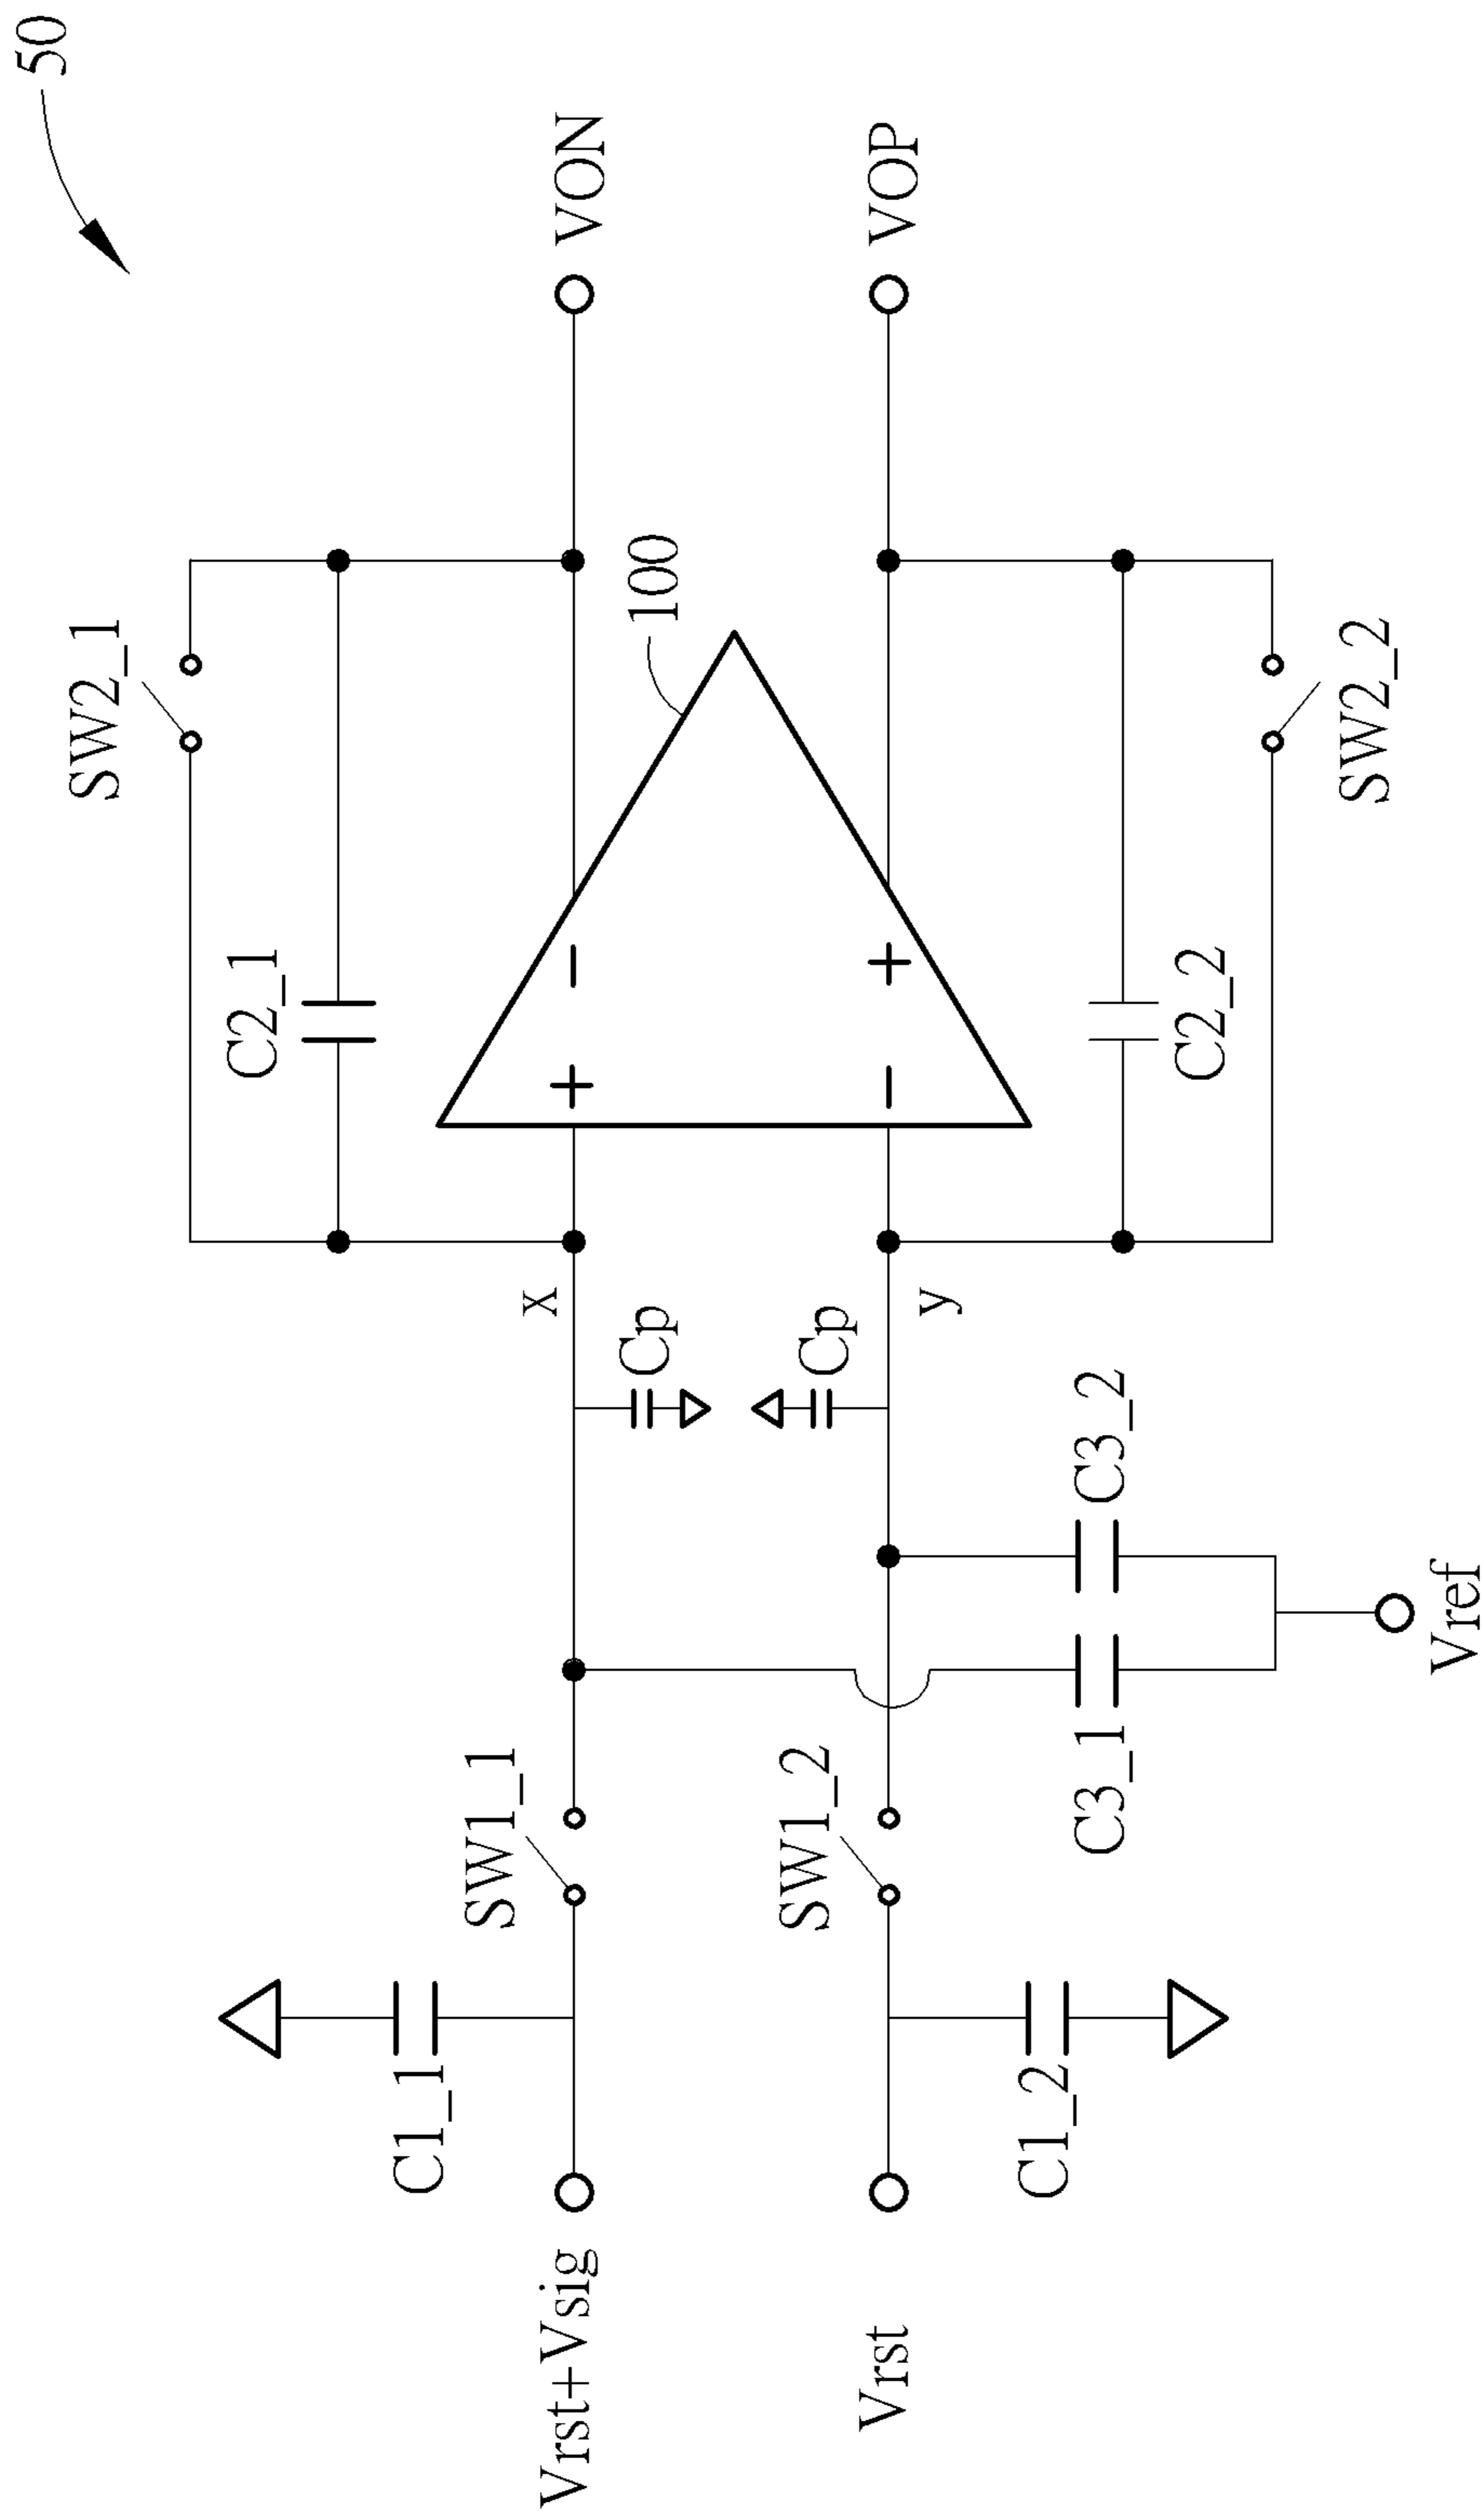 50
SW2_1
C2_1
100
VON
VOP
+
−
−
+
x
Cp
Cp
y
C2_2
SW2_2
C1_1
SW1_1
Vrst+Vsig
SW1_2
Vrst
C1_2
C3_1
C3_2
Vref